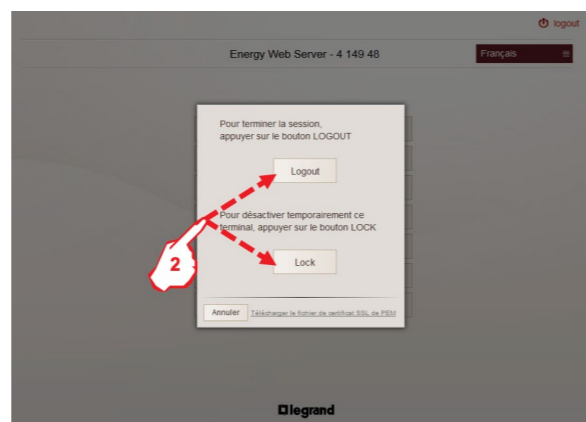 logout
Energy Web Server - 4 149 48
Français
Pour terminer la session,
appuyer sur le bouton LOGOUT
Logout
Pour désactiver temporairement ce
terminal, appuyer sur le bouton LOCK
2
Lock
Annuler
Télécharger le fichier de certificat SSL de PEM
legrand